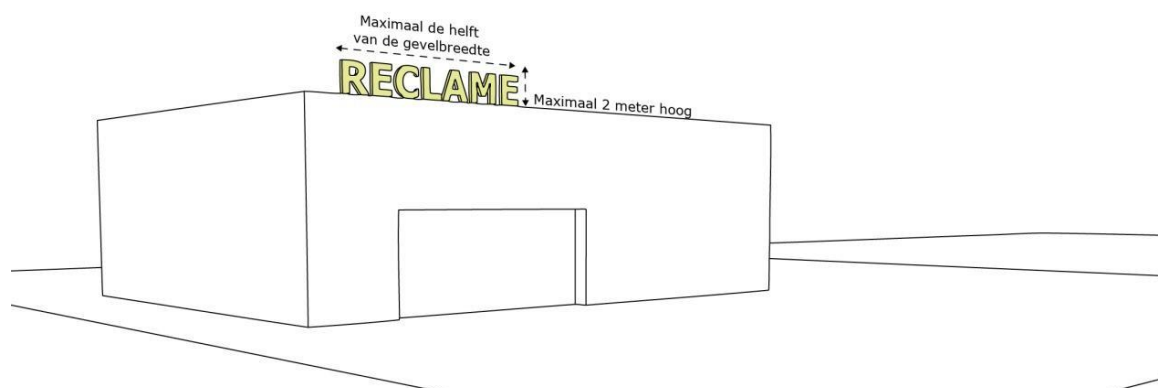 Maximaal de helft
van de gevelbreedte
RECLAME
Maximaal 2 meter hoog